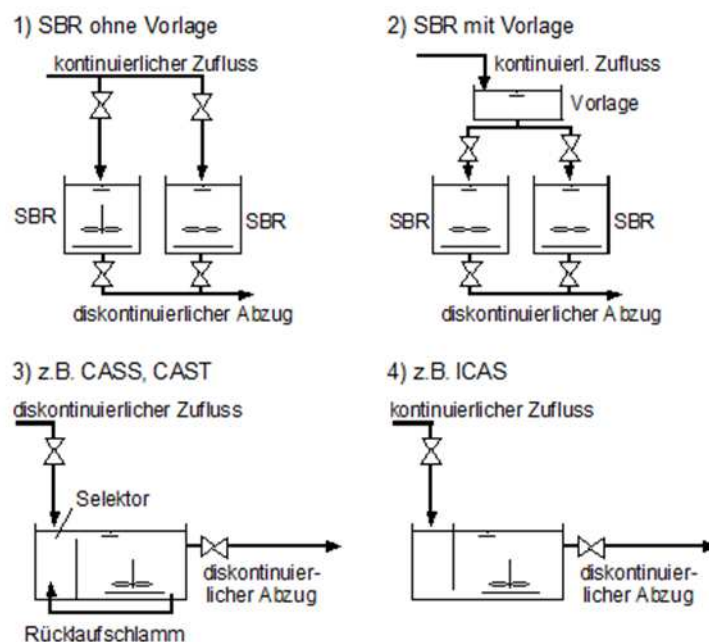 1) SBR ohne Vorlage
kontinuierlicher Zufluss
SBR
SBR
diskontinuierlicher Abzug
2) SBR mit Vorlage
kontinuierl. Zufluss
Vorlage
SBR
SBR
diskontinuierlicher Abzug
3) z.B. CASS, CAST
diskontinuierlicher Zufluss
Selektor
diskontinuier-
licher Abzug
Rücklaufschlamm
4) z.B. ICAS
kontinuierlicher Zufluss
diskontinuier-
licher Abzug